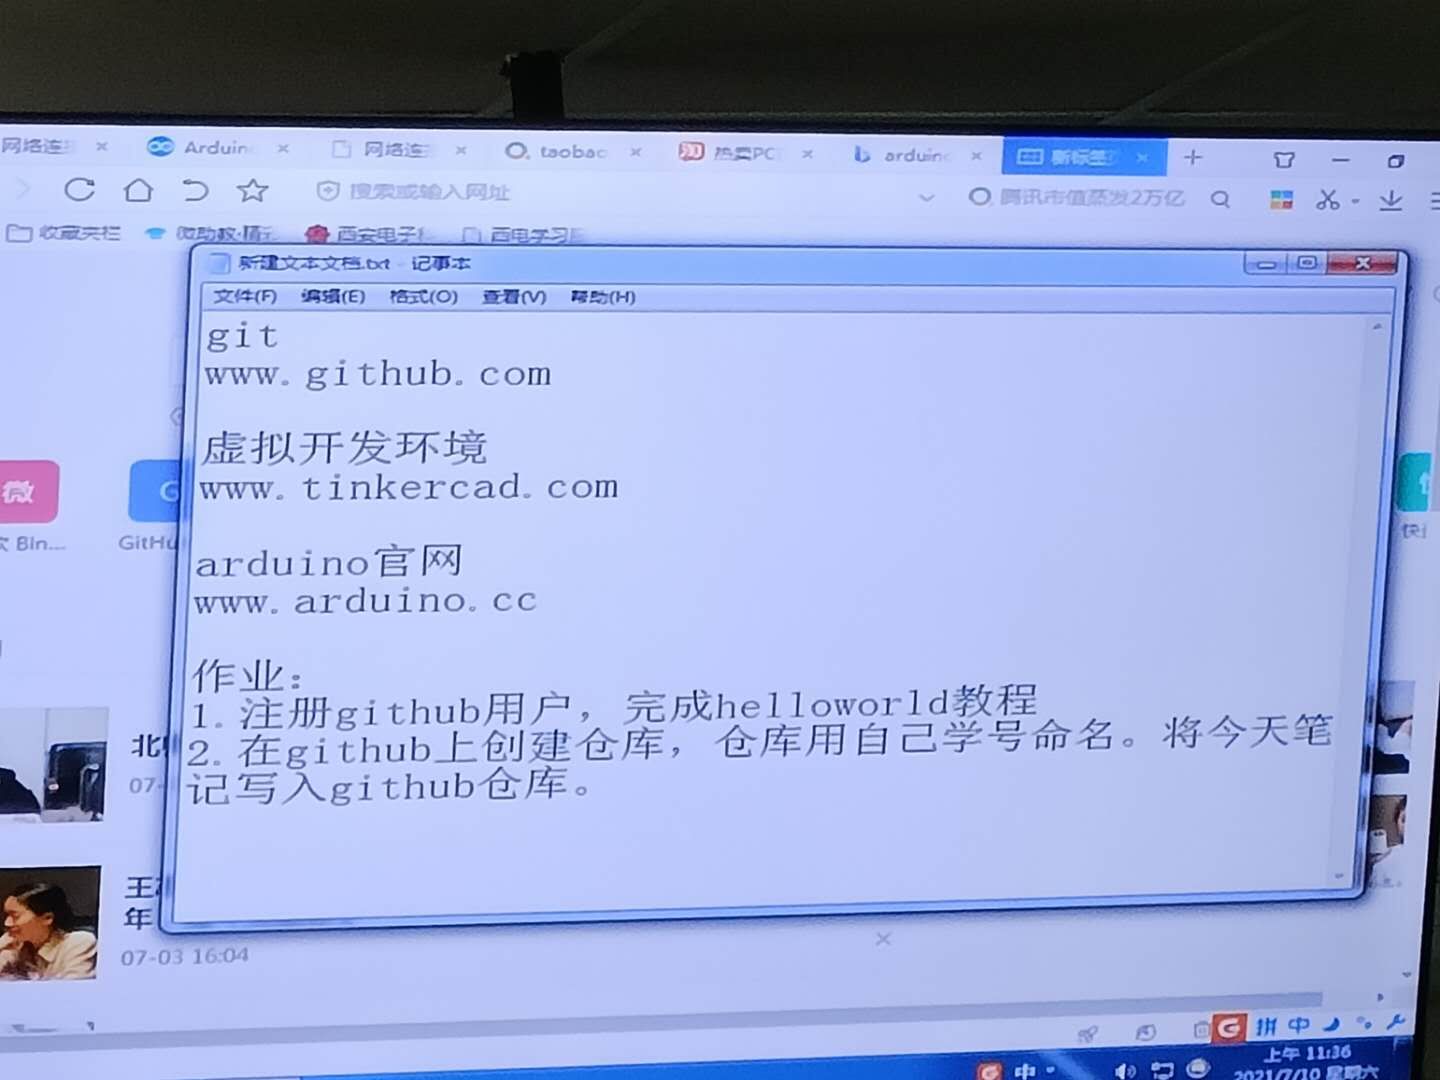 网络连
Arduin
网络连
taobac
热卖PC
arduinc
新标签
搜索或输入网址
腾讯市值蒸发2万亿
收藏夹栏
西安电子科
西电学习
新建文本文档.txt - 记事本
文件(F) 编辑(E) 格式(O) 查看(V) 帮助(H)
git
www.github.com
虚拟开发环境
www.tinkercad.com
arduino官网
www.arduino.cc
作业：
1.注册github用户，完成helloworld教程
2.在github上创建仓库，仓库用自己学号命名。将今天笔
记写入github仓库。
微
G
欠 Bin...
GitHu
快
北
07-
王
年
07-03 16:04
拼 中
中
上午 11:36
2021/7/10 星期六